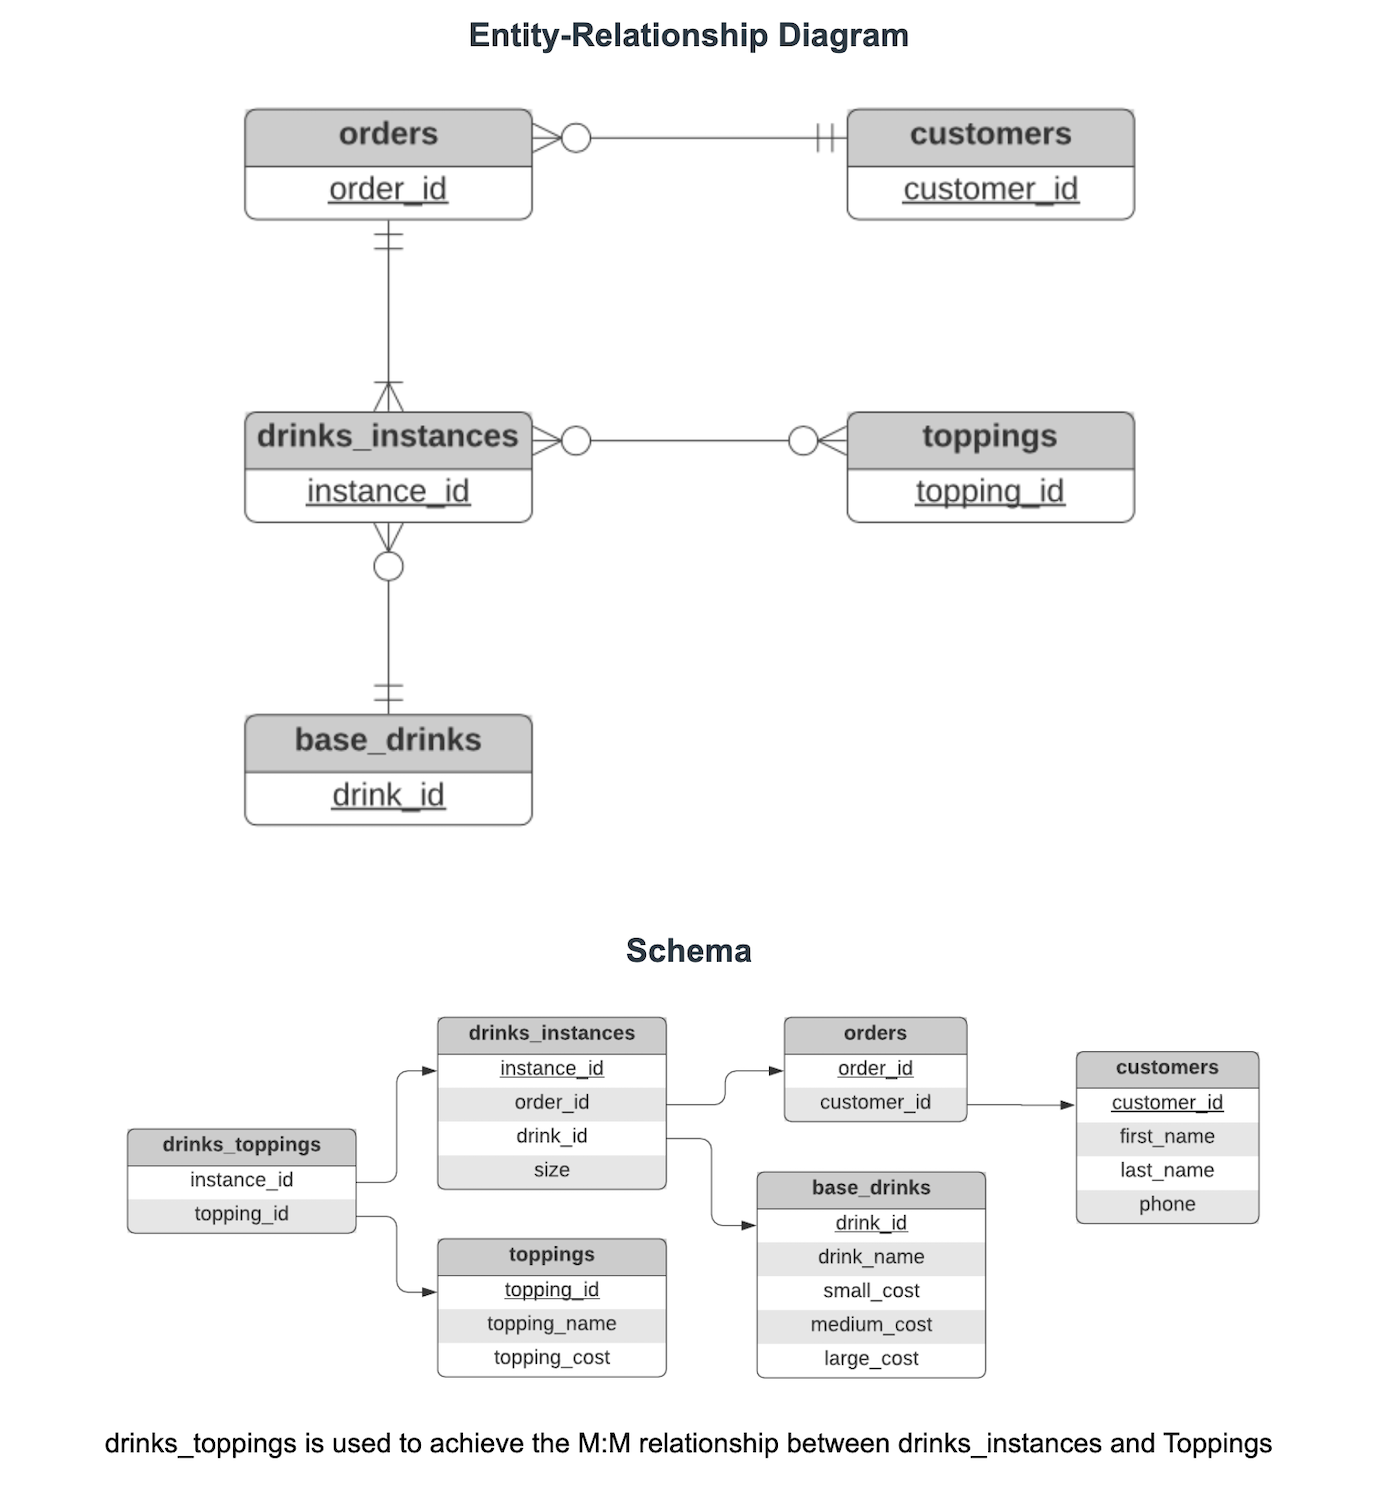 Entity-Relationship Diagram
orders
order_id
customers
customer_id
drinks_instances
instance_id
toppings
topping_id
base_drinks
drink_id
Schema
drinks_toppings
instance_id
topping_id
drinks_instances
instance_id
order_id
drink_id
size
toppings
topping_id
topping_name
topping_cost
orders
order_id
customer_id
base_drinks
drink_id
drink_name
small_cost
medium_cost
large_cost
customers
customer_id
first_name
last_name
phone
drinks_toppings is used to achieve the M:M relationship between drinks_instances and Toppings